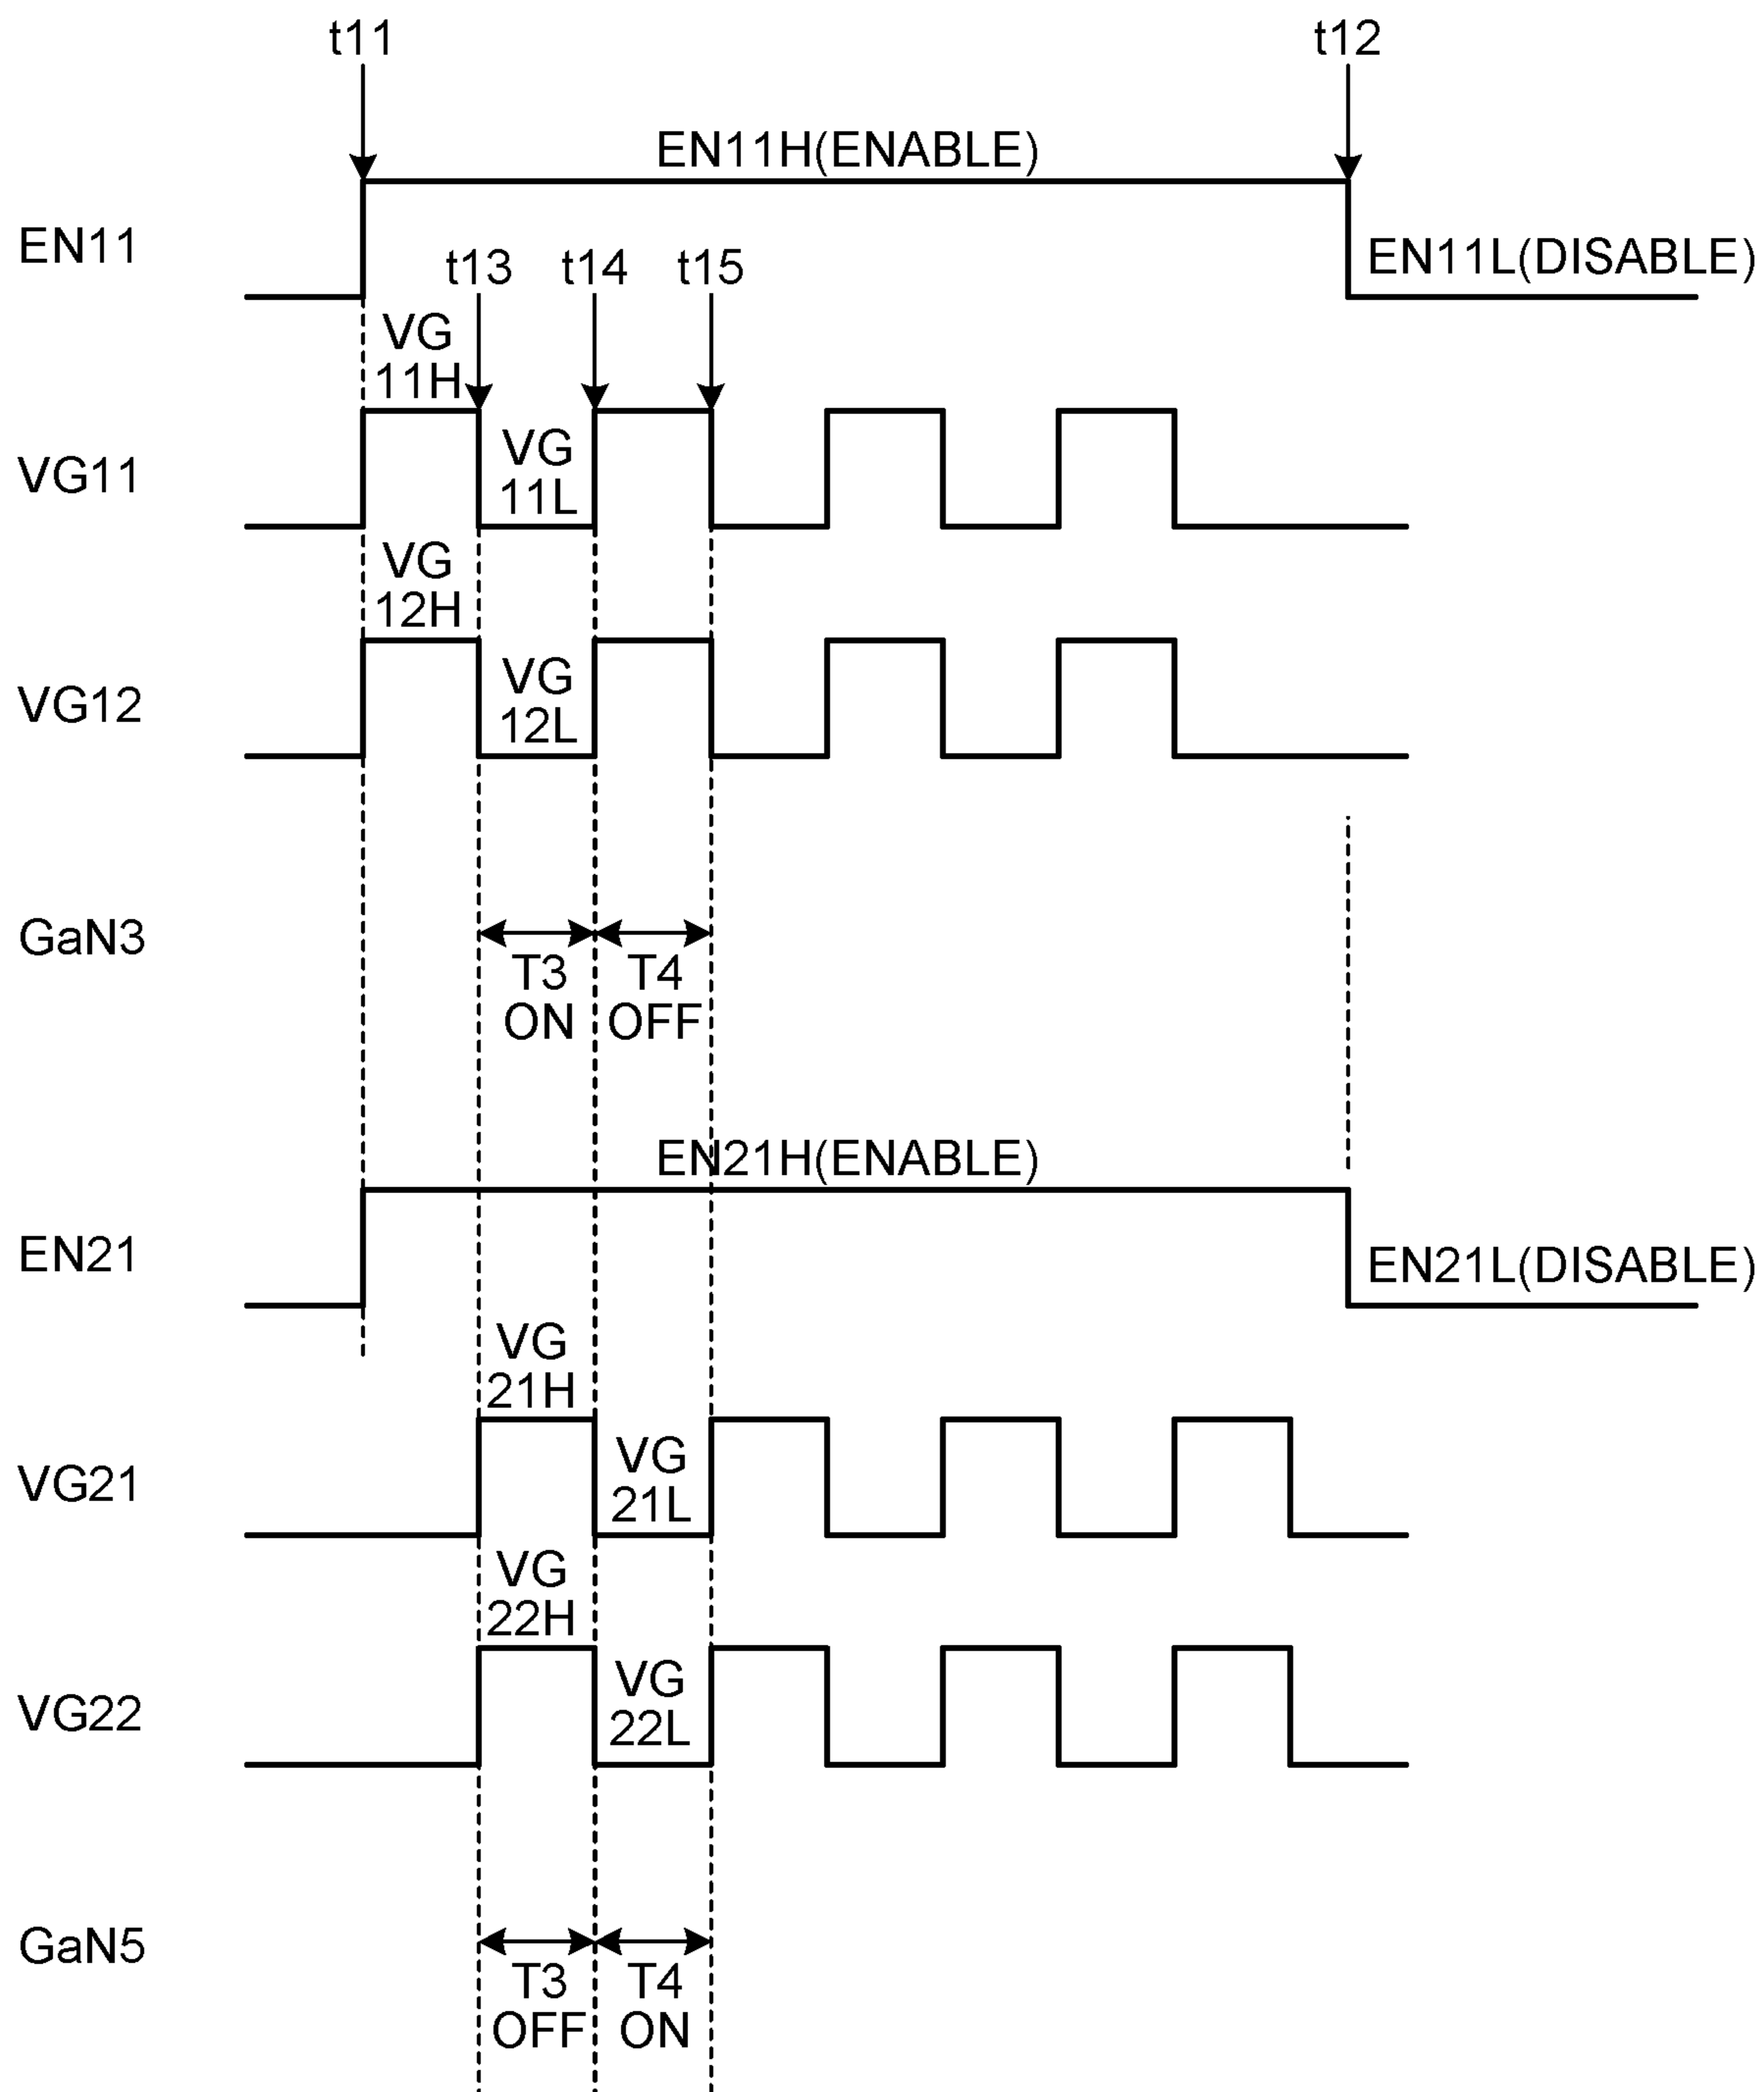 t11
t12
EN11H(ENABLE)
EN11
EN11L(DISABLE)
t13
t14
t15
VG
11H
VG11
VG
11L
VG
12H
VG12
VG
12L
GaN3
T3
ON
T4
OFF
EN21H(ENABLE)
EN21
EN21L(DISABLE)
VG
21H
VG21
VG
21L
VG
22H
VG22
VG
22L
GaN5
T3
OFF
T4
ON